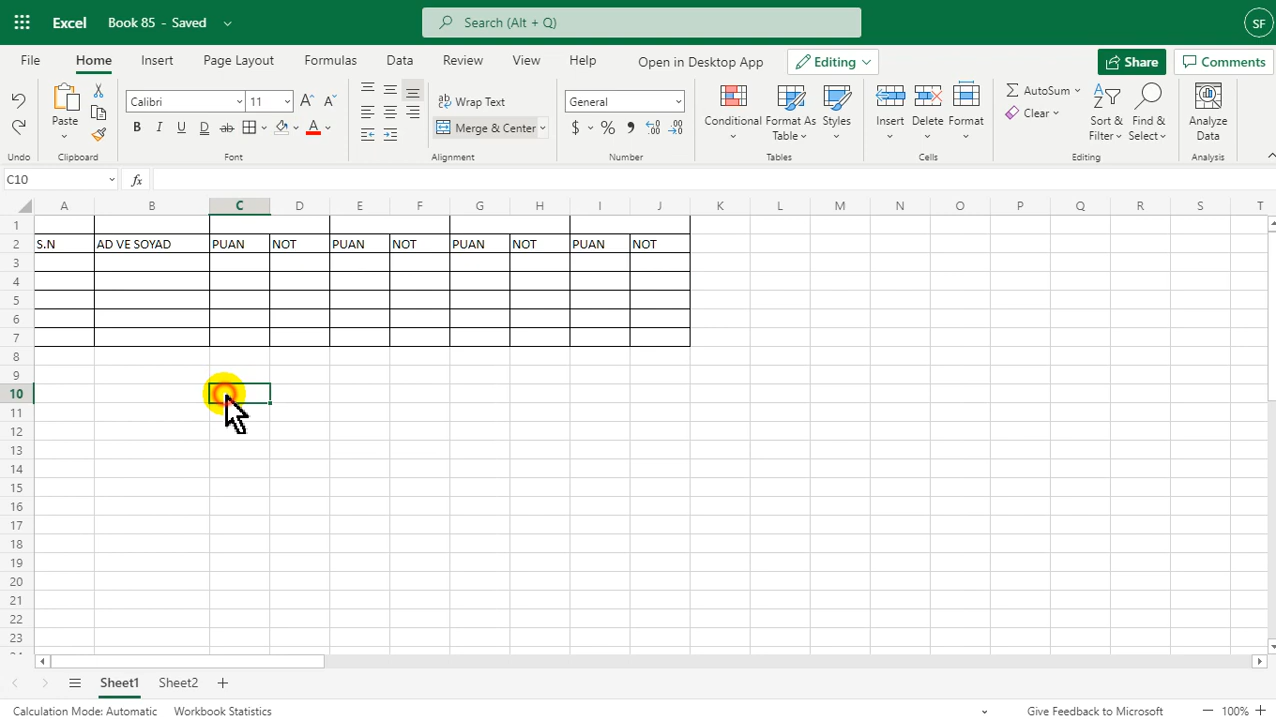 Excel Book 85 - Saved Search (Alt + Q) SF
File Home Insert Page Layout Formulas Data Review View Help Open in Desktop App Editing Share Comments
Calibri 11 Wrap Text General AutoSum
Paste B I U D ab A Merge & Center $ % , Conditional Format As Styles Insert Delete Format Clear Sort & Find & Analyze
Table Filter Select Data
Undo Clipboard Font Alignment Number Tables Cells Editing Analysis
C10 fx
A B C D E F G H I J K L M N O P Q R S T
1
2 S.N AD VE SOYAD PUAN NOT PUAN NOT PUAN NOT PUAN NOT
3
4
5
6
7
8
9
10
11
12
13
14
15
16
17
18
19
20
21
22
23
Sheet1 Sheet2
Calculation Mode: Automatic Workbook Statistics Give Feedback to Microsoft 100%